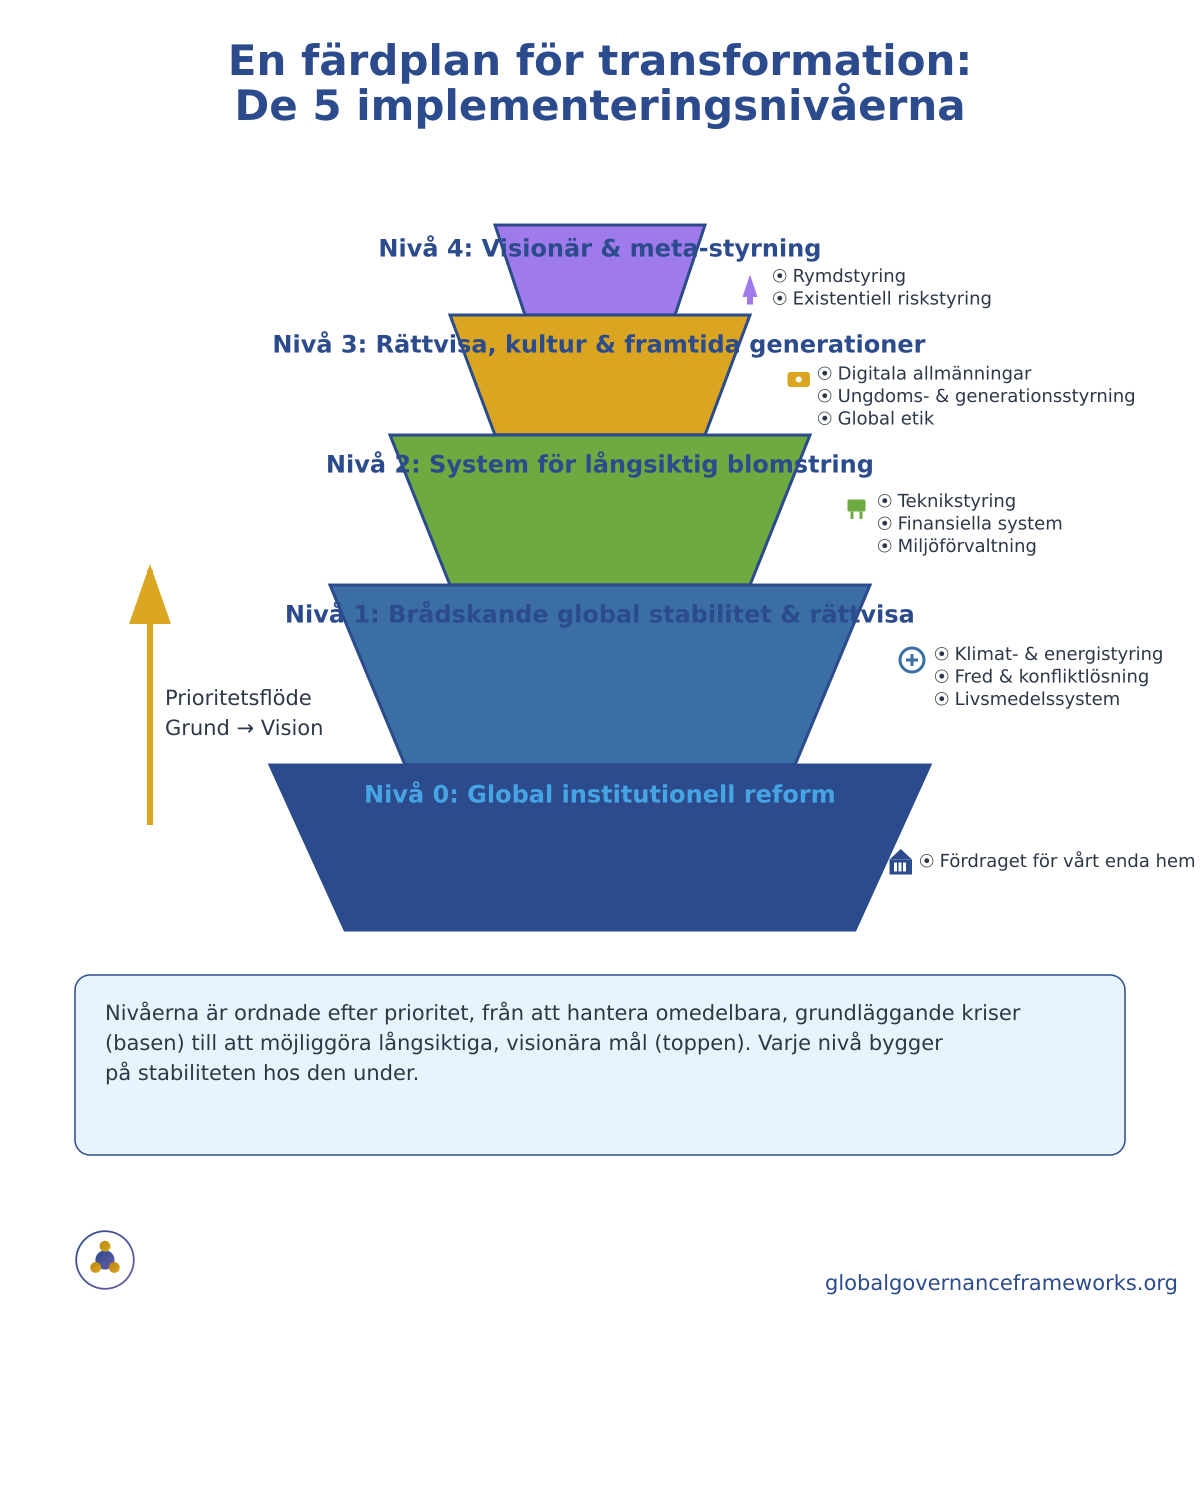 En färdplan för transformation:
De 5 implementeringsnivåerna
Nivå 4: Visionär & meta-styrning
⦿ Rymdstyring
⦿ Existentiell riskstyring
Nivå 3: Rättvisa, kultur & framtida generationer
⦿ Digitala allmänningar
⦿ Ungdoms- & generationsstyrning
⦿ Global etik
Nivå 2: System för långsiktig blomstring
⦿ Teknikstyring
⦿ Finansiella system
⦿ Miljöförvaltning
Nivå 1: Brådskande global stabilitet & rättvisa
⦿ Klimat- & energistyring
⦿ Fred & konfliktlösning
⦿ Livsmedelssystem
Prioritetsflöde
Grund → Vision
Nivå 0: Global institutionell reform
⦿ Fördraget för vårt enda hem
Nivåerna är ordnade efter prioritet, från att hantera omedelbara, grundläggande kriser
(basen) till att möjliggöra långsiktiga, visionära mål (toppen). Varje nivå bygger
på stabiliteten hos den under.
globalgovernanceframeworks.org